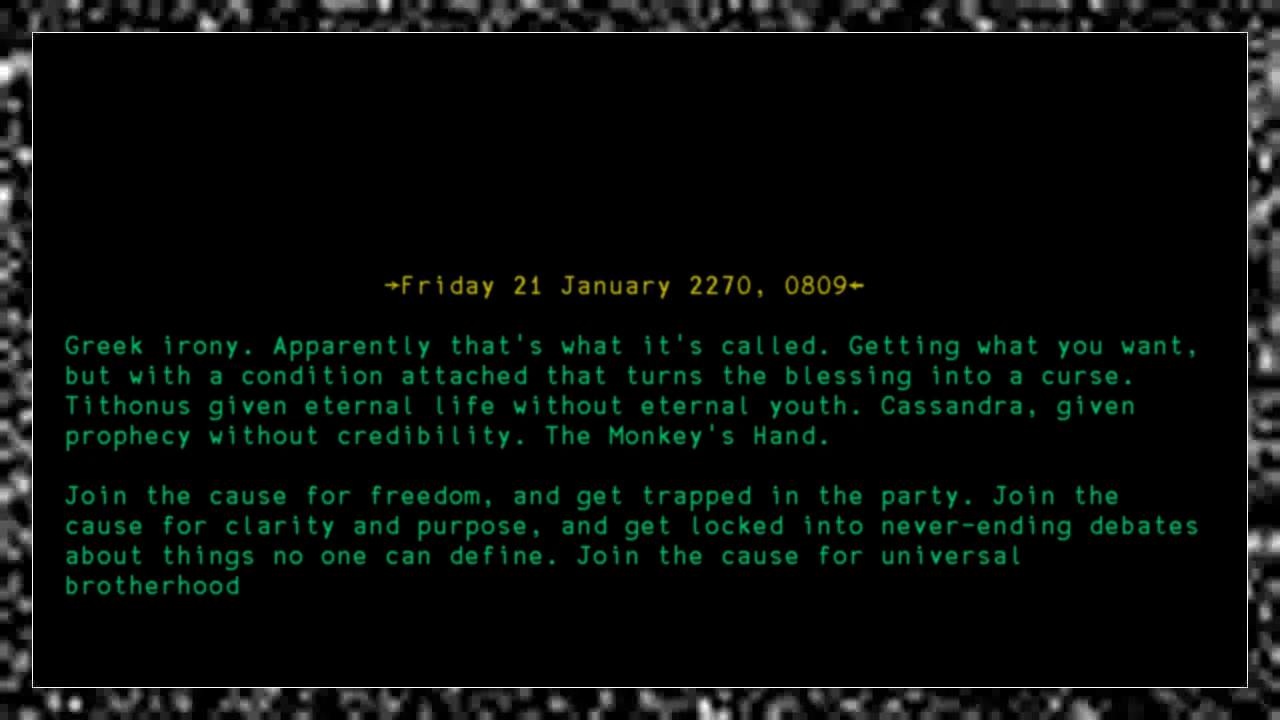 →Friday 21 January 2270, 0809←
Greek irony. Apparently that's what it's called. Getting what you want,
but with a condition attached that turns the blessing into a curse.
Tithonus given eternal life without eternal youth. Cassandra, given
prophecy without credibility. The Monkey's Hand.
Join the cause for freedom, and get trapped in the party. Join the
cause for clarity and purpose, and get locked into never-ending debates
about things no one can define. Join the cause for universal
brotherhood